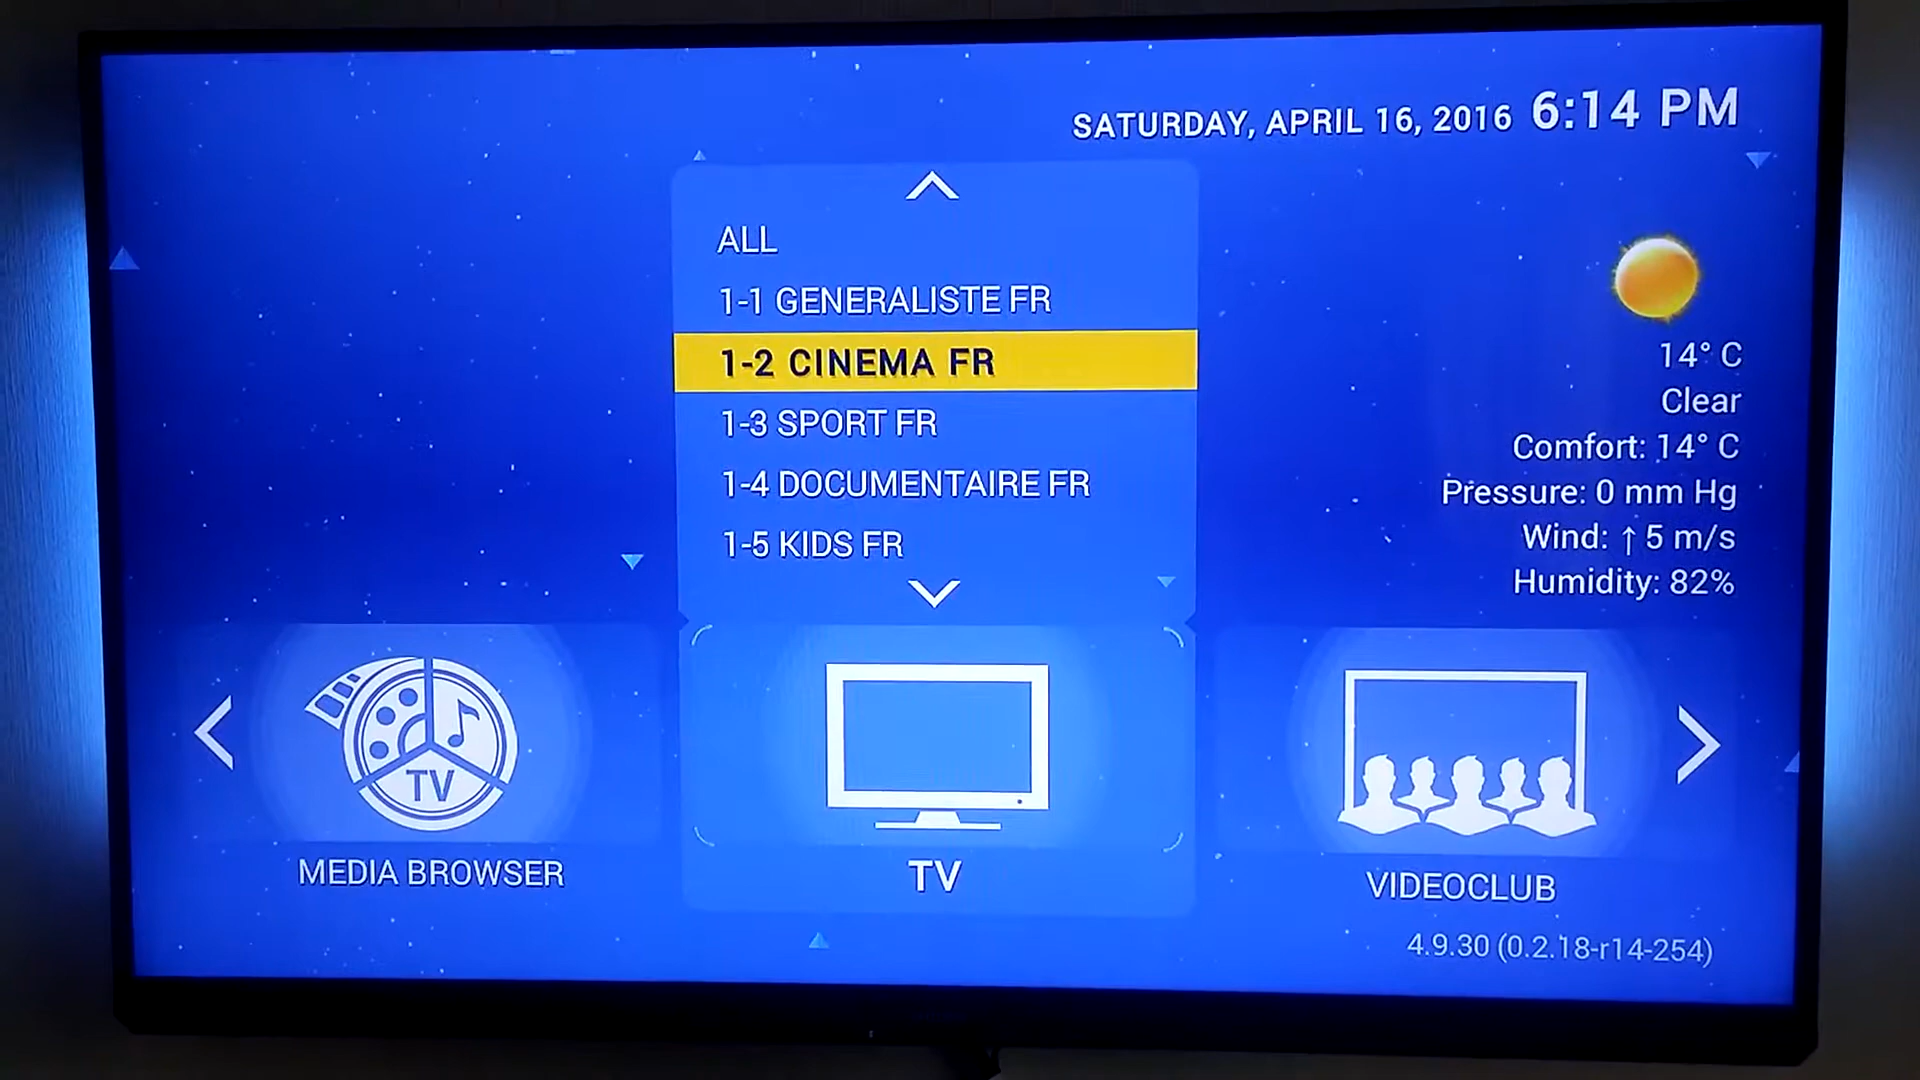 SATURDAY, APRIL 16, 2016 6:14 PM
ALL
1-1 GENERALISTE FR
1-2 CINEMA FR
1-3 SPORT FR
1-4 DOCUMENTAIRE FR
1-5 KIDS FR
14° C
Clear
Comfort: 14° C
Pressure: 0 mm Hg
Wind: ↑ 5 m/s
Humidity: 82%
TV
MEDIA BROWSER
TV
VIDEOCLUB
4.9.30 (0.2.18-r14-254)